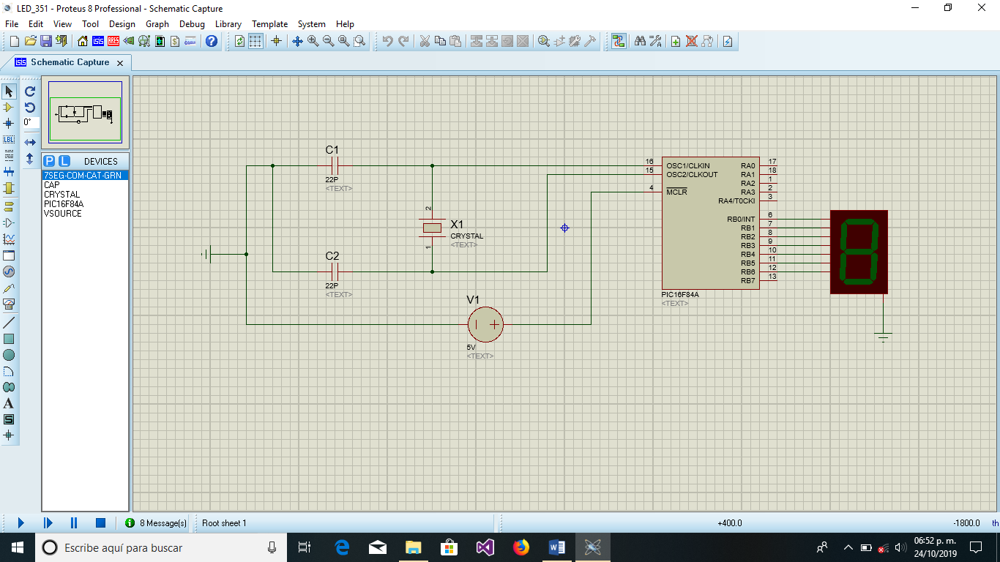 LED_351 - Proteus 8 Professional - Schematic Capture
File Edit View Tool Design Graph Debug Library Template System Help
Schematic Capture
0°
LBL
P L DEVICES
7SEG-COM-CAT-GRN
CAP
CRYSTAL
PIC16F84A
VSOURCE
A
S
C1
22P
<TEXT>
2
X1
CRYSTAL
<TEXT>
1
C2
22P
<TEXT>
V1
5V
<TEXT>
16 OSC1/CLKIN RA0 17
15 OSC2/CLKOUT RA1 18
RA2 1
4 MCLR RA3 2
RA4/T0CKI 3
RB0/INT 6
RB1 7
RB2 8
RB3 9
RB4 10
RB5 11
RB6 12
RB7 13
PIC16F84A
<TEXT>
8 Message(s) Root sheet 1 +400.0 -1800.0 th
Escribe aquí para buscar
06:52 p. m.
24/10/2019